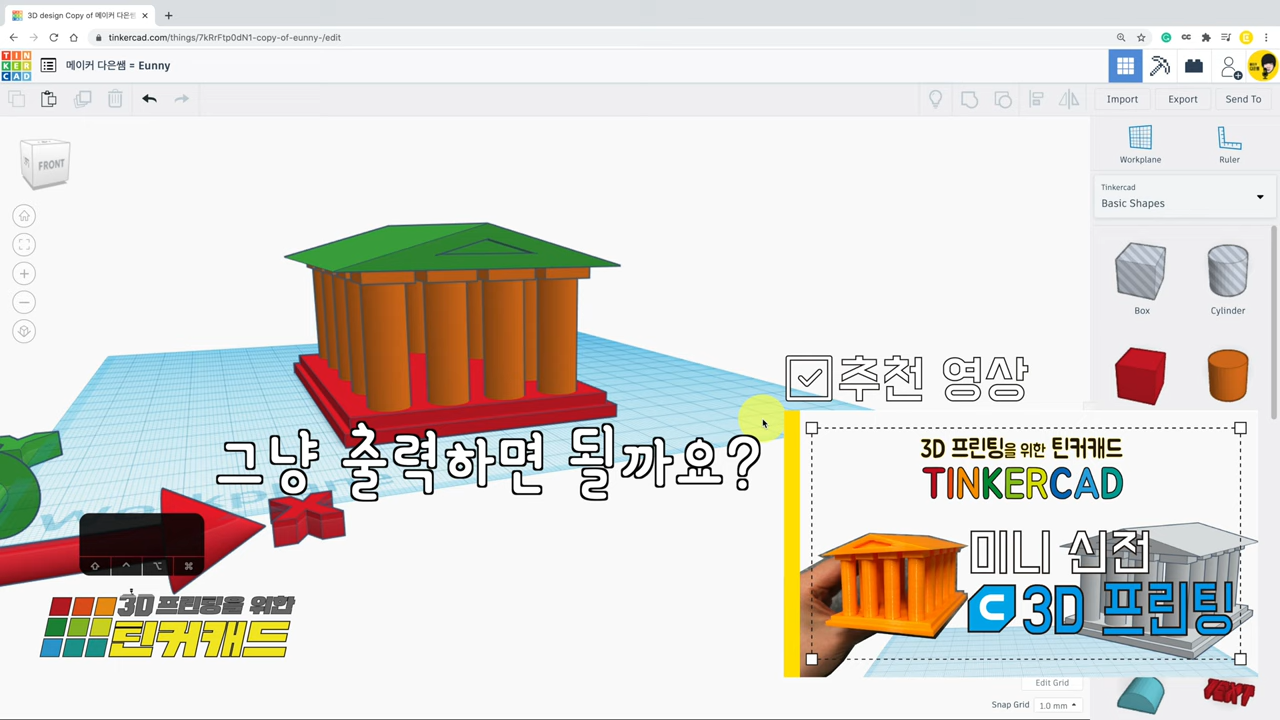 3D design Copy of 메이커 다은쌤
tinkercad.com/things/7kRrFtp0dN1-copy-of-eunny-/edit
TIN
KER
CAD
메이커 다은쌤 = Eunny
Import
Export
Send To
FRONT
Workplane
Ruler
Tinkercad
Basic Shapes
Box
Cylinder
추천 영상
그냥 출력하면 될까요?
3D 프린팅을 위한 틴커캐드
TINKERCAD
미니 신전
3D 프린팅
3D 프린팅을 위한
틴커캐드
TEXT
Edit Grid
Snap Grid
1.0 mm